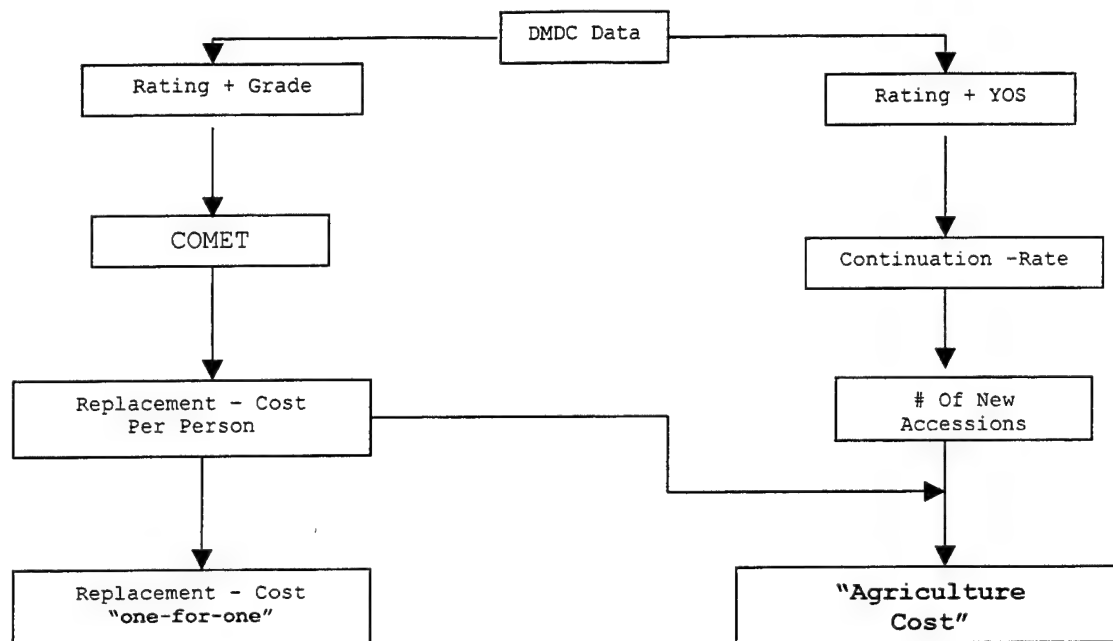 DMDC Data
Rating + Grade
Rating + YOS
COMET
Continuation -Rate
Replacement - Cost
Per Person
# Of New
Accessions
Replacement - Cost
"one-for-one"
"Agriculture
Cost"